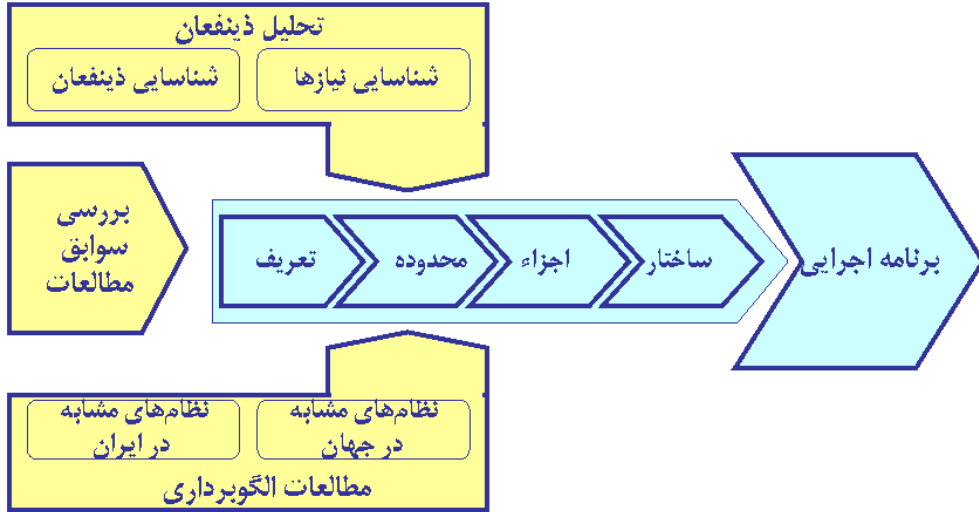 تحلیل ذینفعان
شناسایی نیازها
شناسایی ذینفعان
بررسی
سوابق
مطالعات
تعریف
محدوده
اجزاء
ساختار
برنامه اجرایی
نظام‌های مشابه
در جهان
نظام‌های مشابه
در ایران
مطالعات الگوبرداری